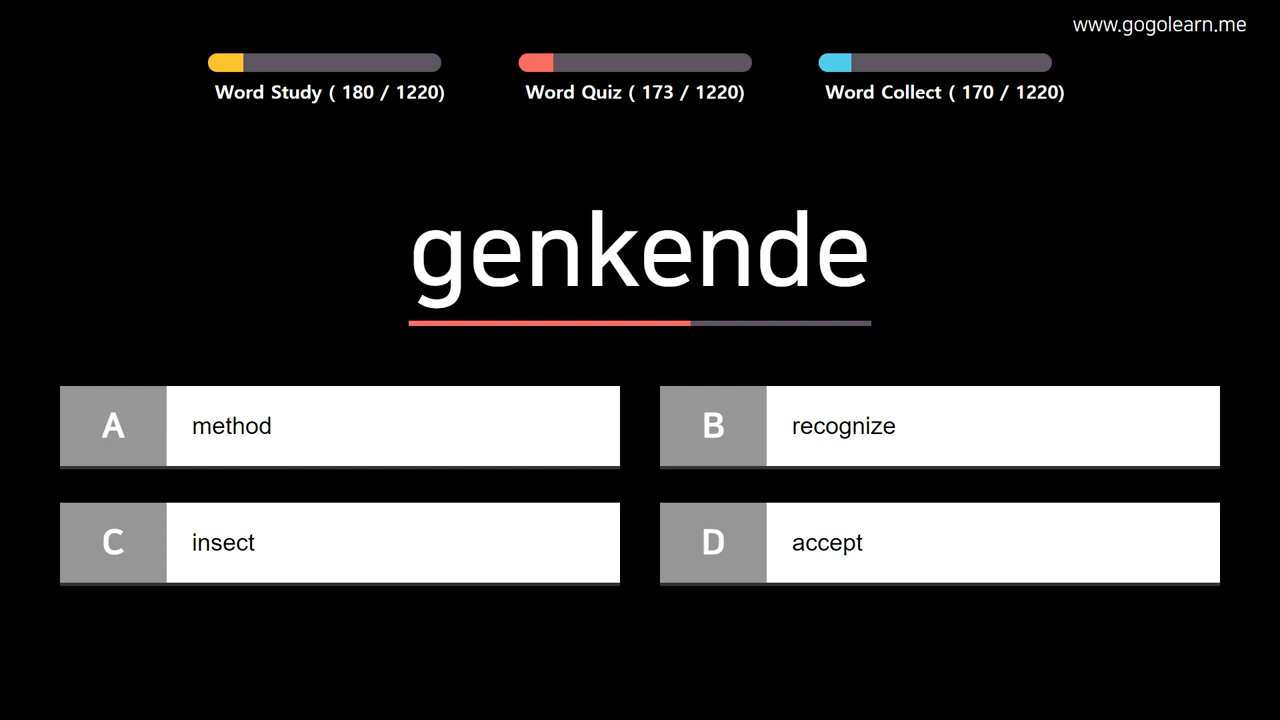 www.gogolearn.me
Word Study ( 180 / 1220)
Word Quiz ( 173 / 1220)
Word Collect ( 170 / 1220)
genkende
A method
B recognize
C insect
D accept